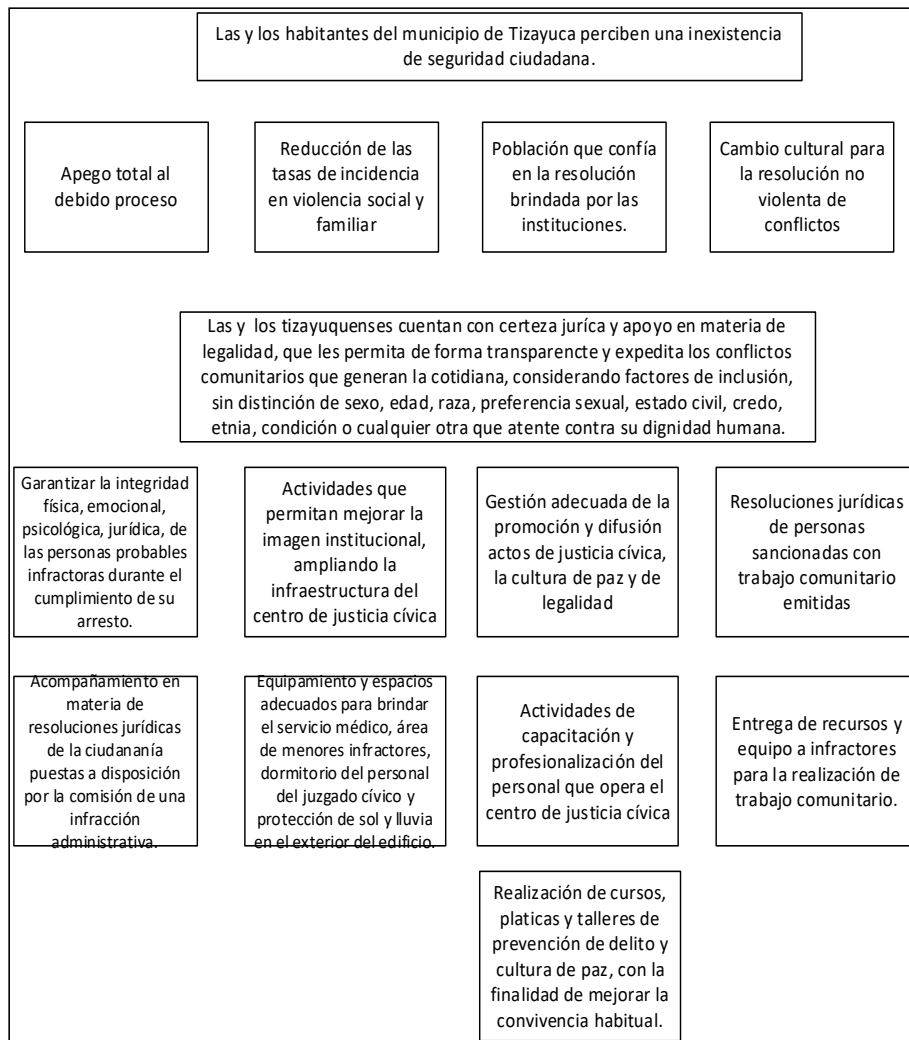 Las y los habitantes del municipio de Tizayuca perciben una inexistencia
de seguridad ciudadana.
Apego total al
debido proceso
Reducción de las
tasas de incidencia
en violencia social y
familiar
Población que confía
en la resolución
brindada por las
instituciones.
Cambio cultural para
la resolución no
violenta de
conflictos
Las y  los tizayuquenses cuentan con certeza juríca y apoyo en materia de
legalidad, que les permita de forma transparencte y expedita los conflictos
comunitarios que generan la cotidiana, considerando factores de inclusión,
sin distinción de sexo, edad, raza, preferencia sexual, estado civil, credo,
etnia, condición o cualquier otra que atente contra su dignidad humana.
Garantizar la integridad
física, emocional,
psicológica, jurídica, de
las personas probables
infractoras durante el
cumplimiento de su
arresto.
Actividades que
permitan mejorar la
imagen institucional,
ampliando la
infraestructura del
centro de justicia cívica
Gestión adecuada de la
promoción y difusión
actos de justicia cívica,
la cultura de paz y de
legalidad
Resoluciones jurídicas
de personas
sancionadas con
trabajo comunitario
emitidas
Acompañamiento en
materia de
resoluciones jurídicas
de la ciudananía
puestas a disposición
por la comisión de una
infracción
administrativa.
Equipamiento y espacios
adecuados para brindar
el servicio médico, área
de menores infractores,
dormitorio del personal
del juzgado cívico y
protección de sol y lluvia
en el exterior del edificio.
Actividades de
capacitación y
profesionalización del
personal que opera el
centro de justicia cívica
Entrega de recursos y
equipo a infractores
para la realización de
trabajo comunitario.
Realización de cursos,
platicas y talleres de
prevención de delito y
cultura de paz, con la
finalidad de mejorar la
convivencia habitual.